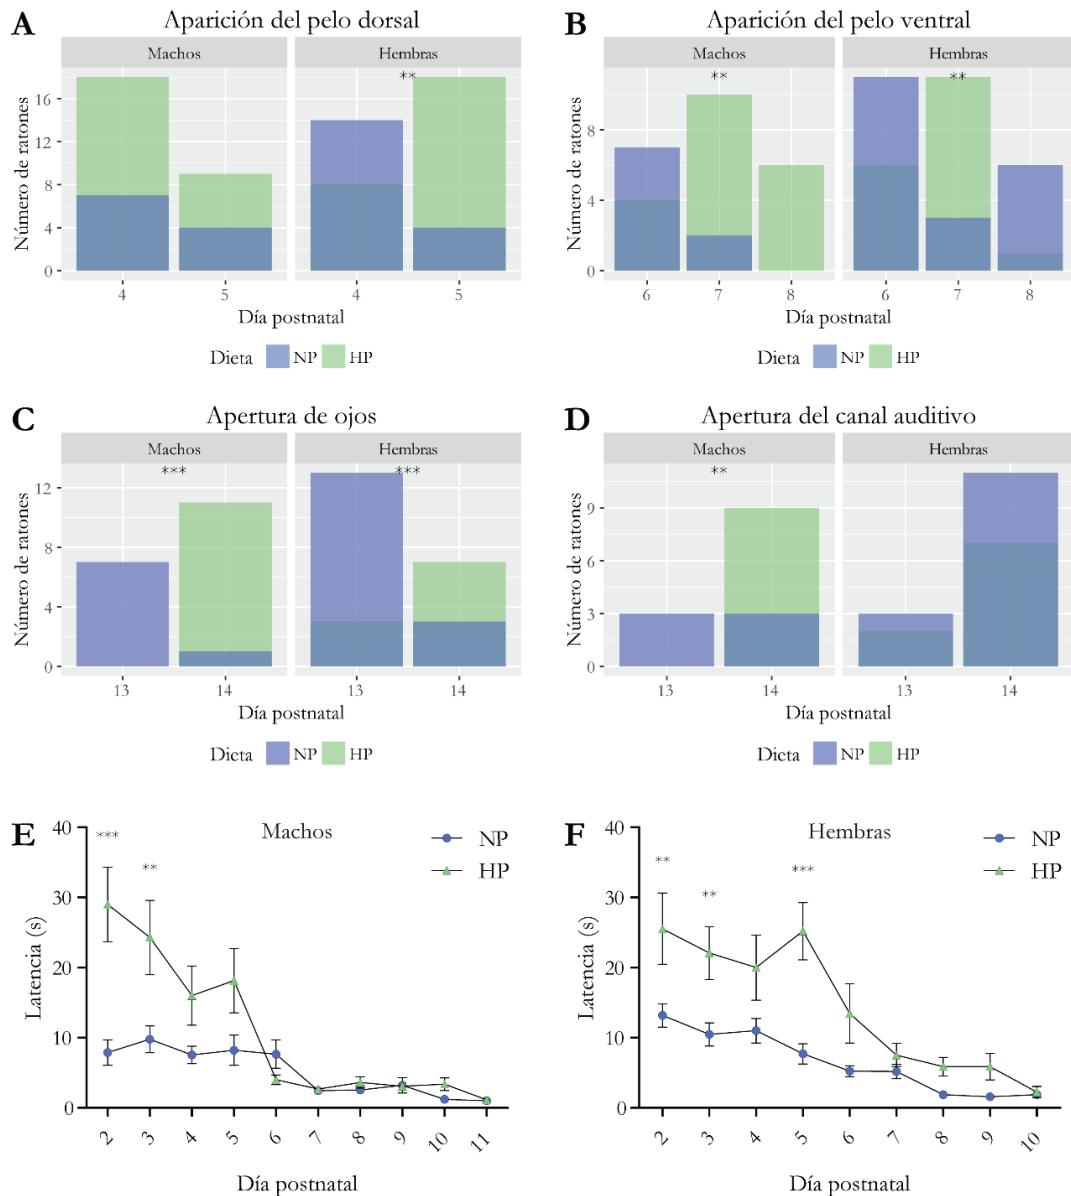 A Aparición del pelo dorsal
Machos Hembras
**
Número de ratones
16
12
8
4
0
4 5 4 5
Día postnatal
Dieta NP HP
B Aparición del pelo ventral
Machos Hembras
** **
Número de ratones
8
4
0
6 7 8 6 7 8
Día postnatal
Dieta NP HP
C Apertura de ojos
Machos Hembras
*** ***
Número de ratones
12
8
4
0
13 14 13 14
Día postnatal
Dieta NP HP
D Apertura del canal auditivo
Machos Hembras
**
Número de ratones
9
6
3
0
13 14 13 14
Día postnatal
Dieta NP HP
E Machos
NP
HP
*** **
Latencia (s)
40
30
20
10
0
2 3 4 5 6 7 8 9 10 11
Día postnatal
F Hembras
NP
HP
** ** ***
Latencia (s)
40
30
20
10
0
2 3 4 5 6 7 8 9 10
Día postnatal